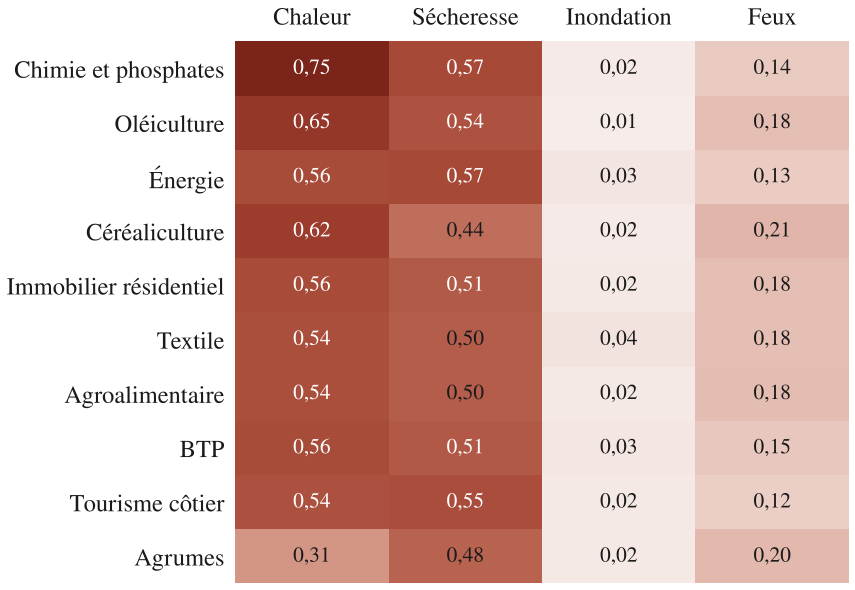 Chaleur Sécheresse Inondation Feux
Chimie et phosphates 0,75 0,57 0,02 0,14
Oléiculture 0,65 0,54 0,01 0,18
Énergie 0,56 0,57 0,03 0,13
Céréaliculture 0,62 0,44 0,02 0,21
Immobilier résidentiel 0,56 0,51 0,02 0,18
Textile 0,54 0,50 0,04 0,18
Agroalimentaire 0,54 0,50 0,02 0,18
BTP 0,56 0,51 0,03 0,15
Tourisme côtier 0,54 0,55 0,02 0,12
Agrumes 0,31 0,48 0,02 0,20